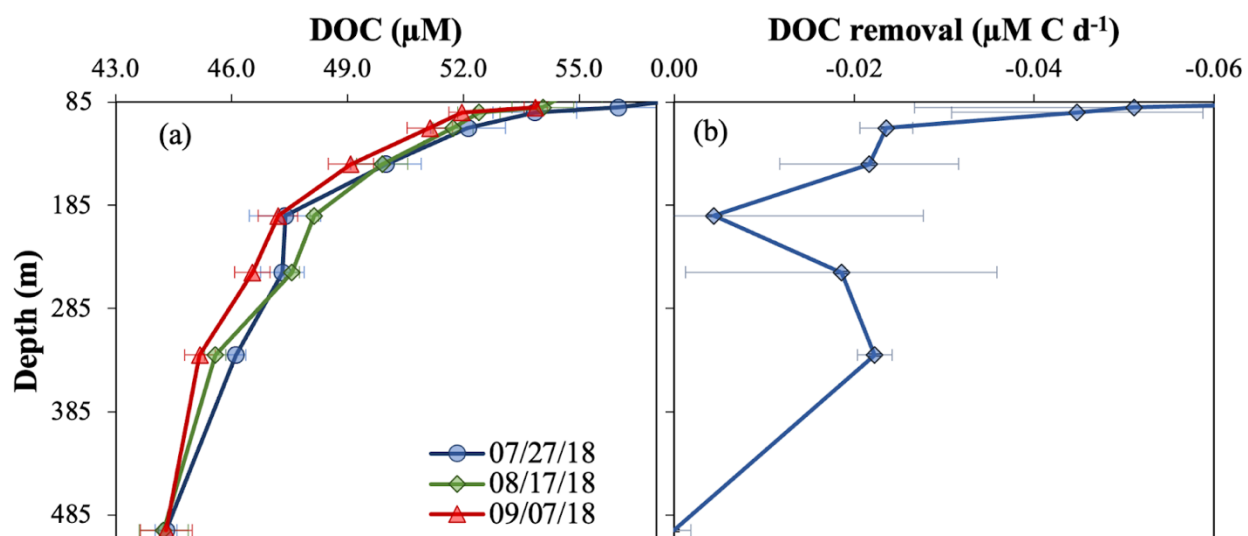 DOC (μM)
DOC removal (μM C d-1)
43.0 46.0 49.0 52.0 55.0
0.00 -0.02 -0.04 -0.06
85
185
285
385
485
Depth (m)
(a)
(b)
07/27/18
08/17/18
09/07/18